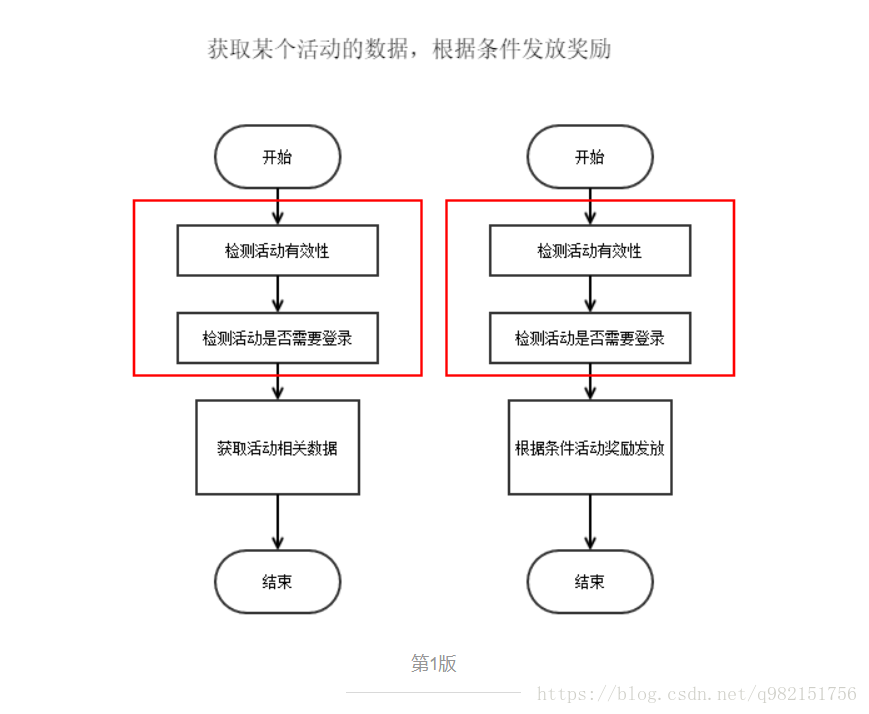 获取某个活动的数据，根据条件发放奖励
开始
检测活动有效性
检测活动是否需要登录
获取活动相关数据
结束
开始
检测活动有效性
检测活动是否需要登录
根据条件活动奖励发放
结束
第1版
https://blog.csdn.net/q982151756